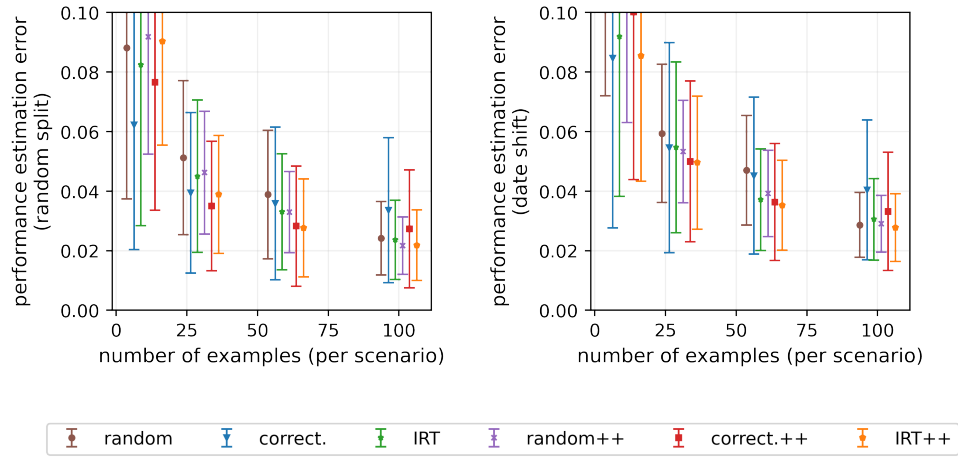 performance estimation error
(random split)
0.10
0.08
0.06
0.04
0.02
0.00
0 25 50 75 100
number of examples (per scenario)
performance estimation error
(date shift)
0.10
0.08
0.06
0.04
0.02
0.00
0 25 50 75 100
number of examples (per scenario)
random correct. IRT random++ correct.++ IRT++